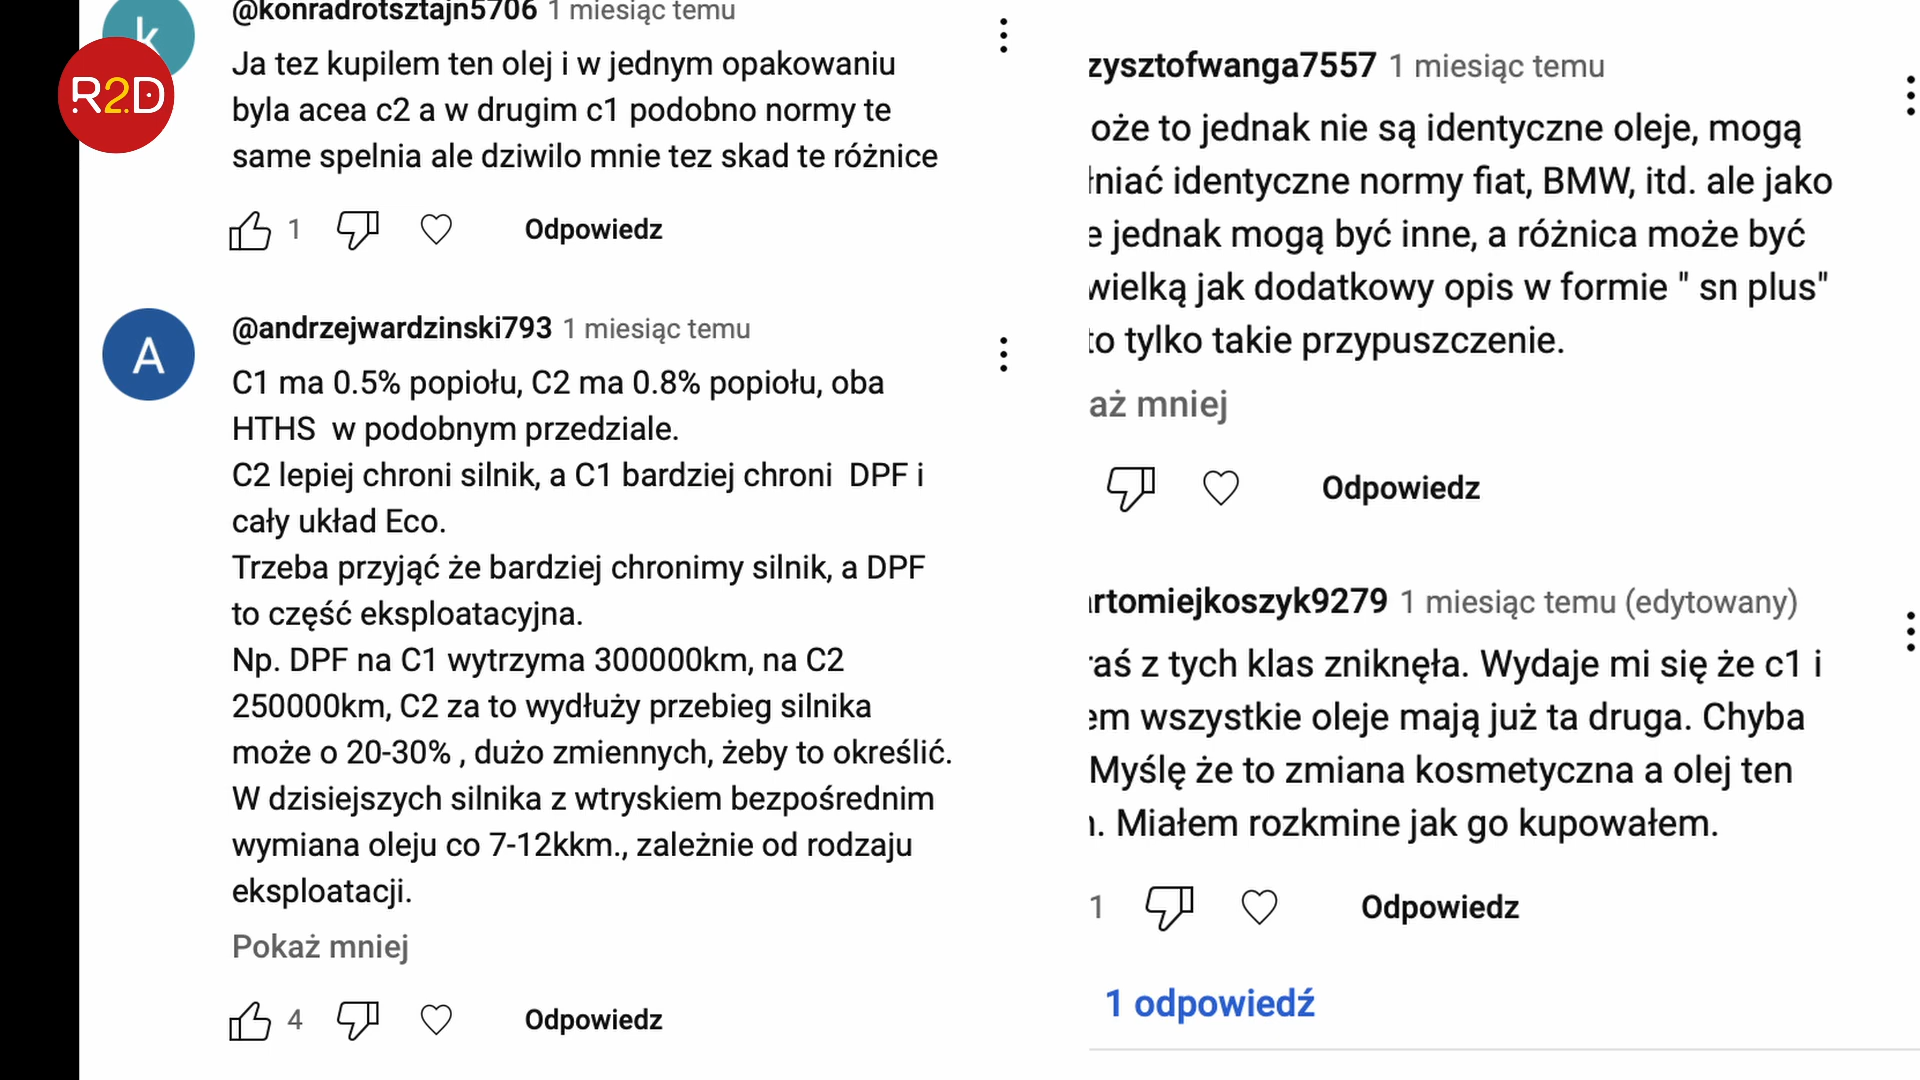 @konradrotsztajn5706 1 miesiąc temu
Ja tez kupilem ten olej i w jednym opakowaniu
byla acea c2 a w drugim c1 podobno normy te
same spelnia ale dziwilo mnie tez skad te różnice
1 Odpowiedz
k
R2D
@andrzejwardzinski793 1 miesiąc temu
A
C1 ma 0.5% popiołu, C2 ma 0.8% popiołu, oba
HTHS w podobnym przedziale.
C2 lepiej chroni silnik, a C1 bardziej chroni DPF i
cały układ Eco.
Trzeba przyjąć że bardziej chronimy silnik, a DPF
to część eksploatacyjna.
Np. DPF na C1 wytrzyma 300000km, na C2
250000km, C2 za to wydłuży przebieg silnika
może o 20-30% , dużo zmiennych, żeby to określić.
W dzisiejszych silnika z wtryskiem bezpośrednim
wymiana oleju co 7-12kkm., zależnie od rodzaju
eksploatacji.
Pokaż mniej
4 Odpowiedz
zysztofwanga7557 1 miesiąc temu
oże to jednak nie są identyczne oleje, mogą
łniać identyczne normy fiat, BMW, itd. ale jako
e jednak mogą być inne, a różnica może być
wielką jak dodatkowy opis w formie " sn plus"
to tylko takie przypuszczenie.
aż mniej
Odpowiedz
artomiejkoszyk9279 1 miesiąc temu (edytowany)
raś z tych klas zniknęła. Wydaje mi się że c1 i
em wszystkie oleje mają już ta druga. Chyba
Myślę że to zmiana kosmetyczna a olej ten
. Miałem rozkmine jak go kupowałem.
1 Odpowiedz
1 odpowiedź